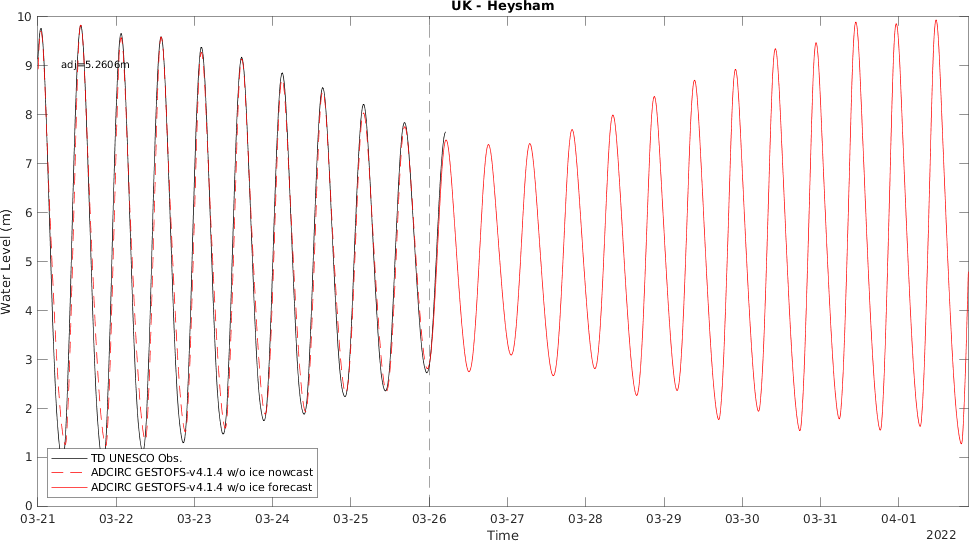 UK - Heysham
10
9
8
7
6
5
4
3
2
1
0
Water Level (m)
adj=5.2606m
TD UNESCO Obs.
ADCIRC GESTOFS-v4.1.4 w/o ice nowcast
ADCIRC GESTOFS-v4.1.4 w/o ice forecast
03-21 03-22 03-23 03-24 03-25 03-26 03-27 03-28 03-29 03-30 03-31 04-01
Time
2022